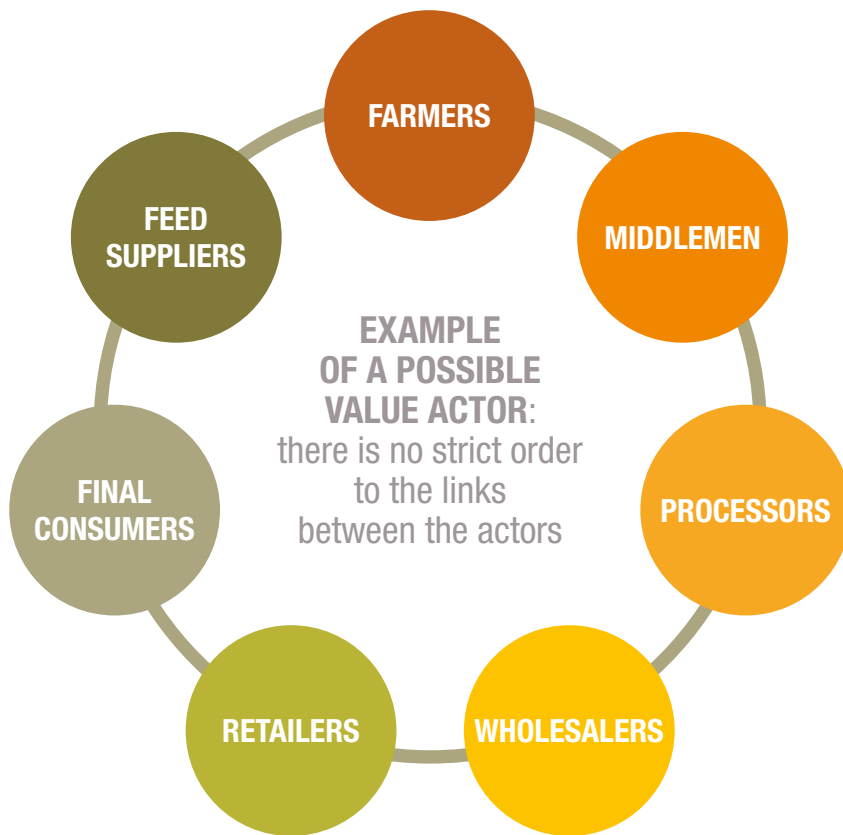 FARMERS
MIDDLEMEN
PROCESSORS
WHOLESALERS
RETAILERS
FINAL
CONSUMERS
FEED
SUPPLIERS
EXAMPLE
OF A POSSIBLE
VALUE ACTOR:
there is no strict order
to the links
between the actors